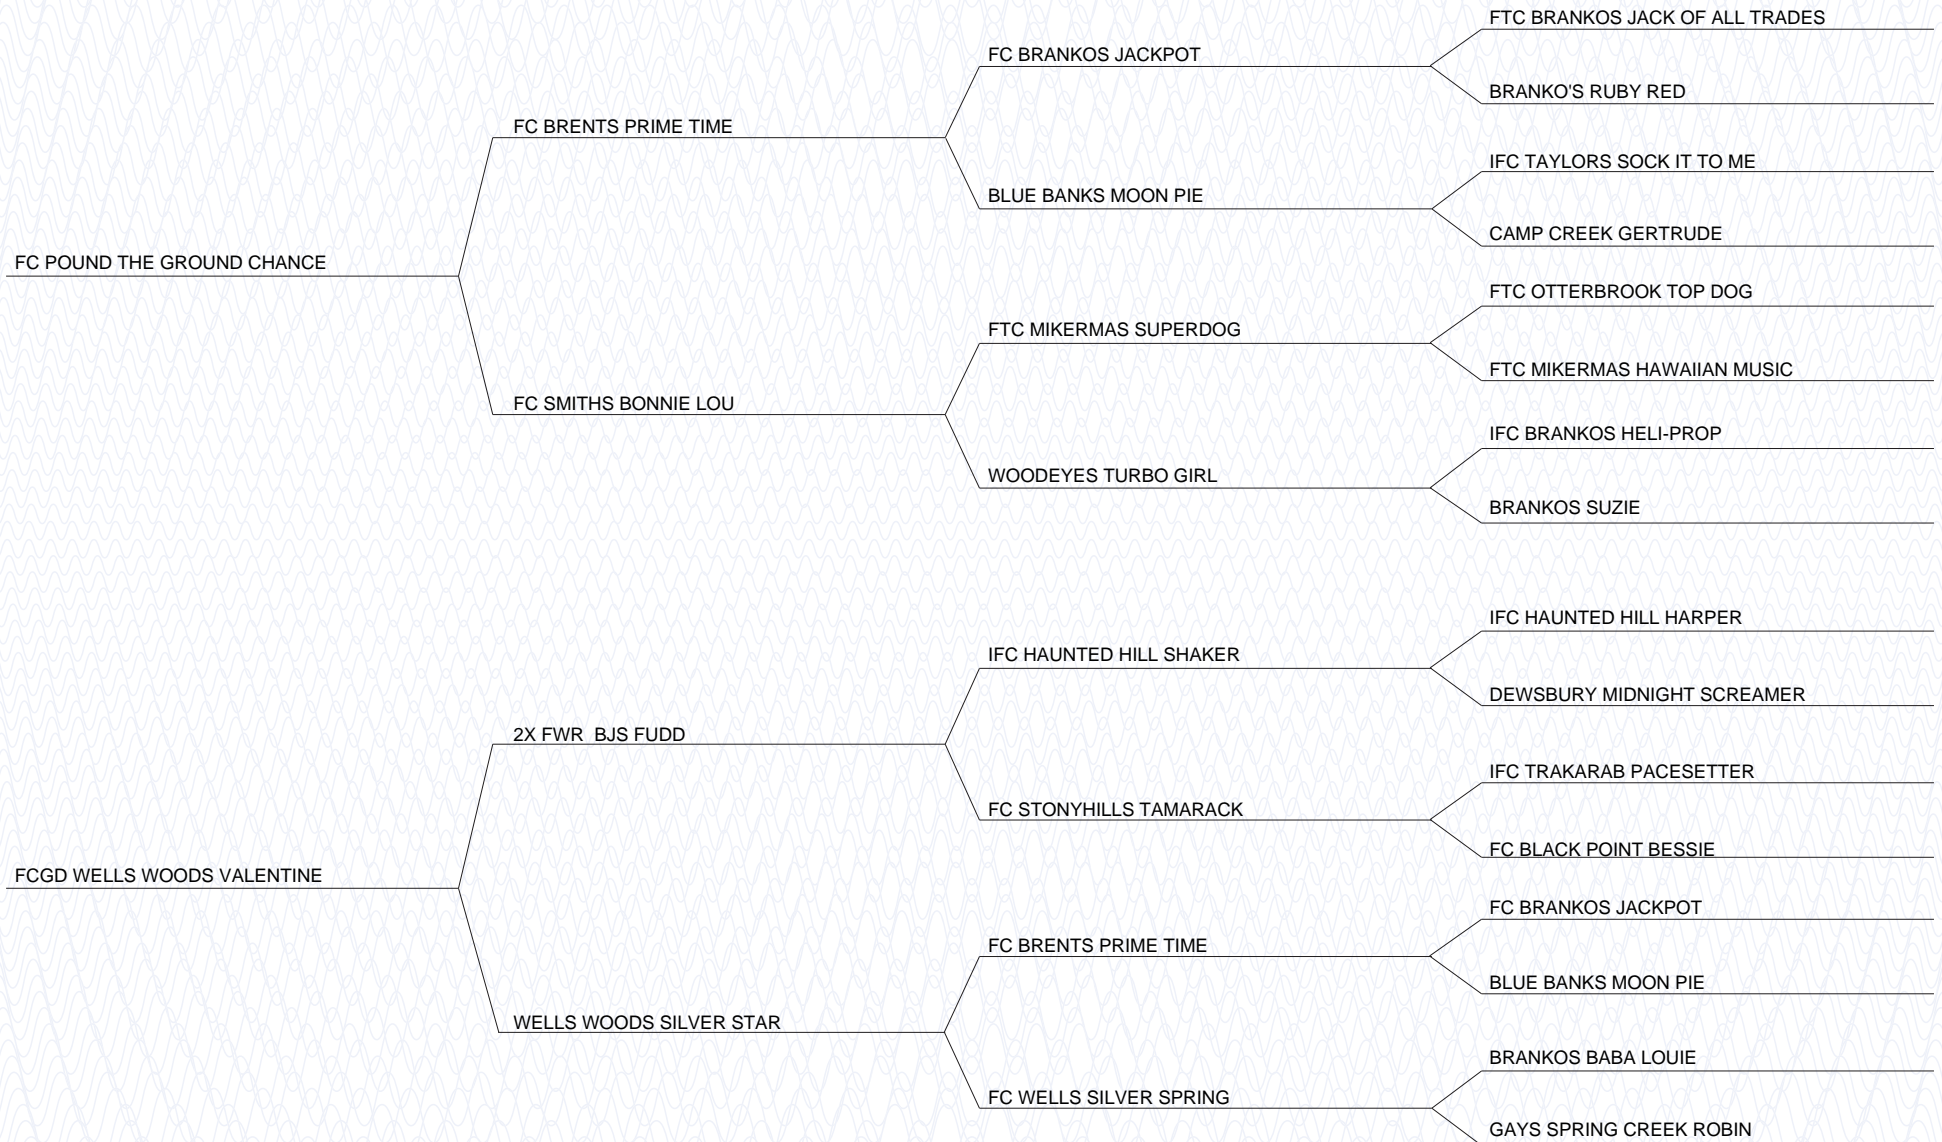 FTC BRANKOS JACK OF ALL TRADES
FC BRANKOS JACKPOT
BRANKO'S RUBY RED
FC BRENTS PRIME TIME
IFC TAYLORS SOCK IT TO ME
BLUE BANKS MOON PIE
CAMP CREEK GERTRUDE
FC POUND THE GROUND CHANCE
FTC OTTERBROOK TOP DOG
FTC MIKERMAS SUPERDOG
FTC MIKERMAS HAWAIIAN MUSIC
FC SMITHS BONNIE LOU
IFC BRANKOS HELI-PROP
WOODEYES TURBO GIRL
BRANKOS SUZIE
IFC HAUNTED HILL HARPER
IFC HAUNTED HILL SHAKER
DEWSBURY MIDNIGHT SCREAMER
2X FWR  BJS FUDD
IFC TRAKARAB PACESETTER
FC STONYHILLS TAMARACK
FC BLACK POINT BESSIE
FCGD WELLS WOODS VALENTINE
FC BRANKOS JACKPOT
FC BRENTS PRIME TIME
BLUE BANKS MOON PIE
WELLS WOODS SILVER STAR
BRANKOS BABA LOUIE
FC WELLS SILVER SPRING
GAYS SPRING CREEK ROBIN